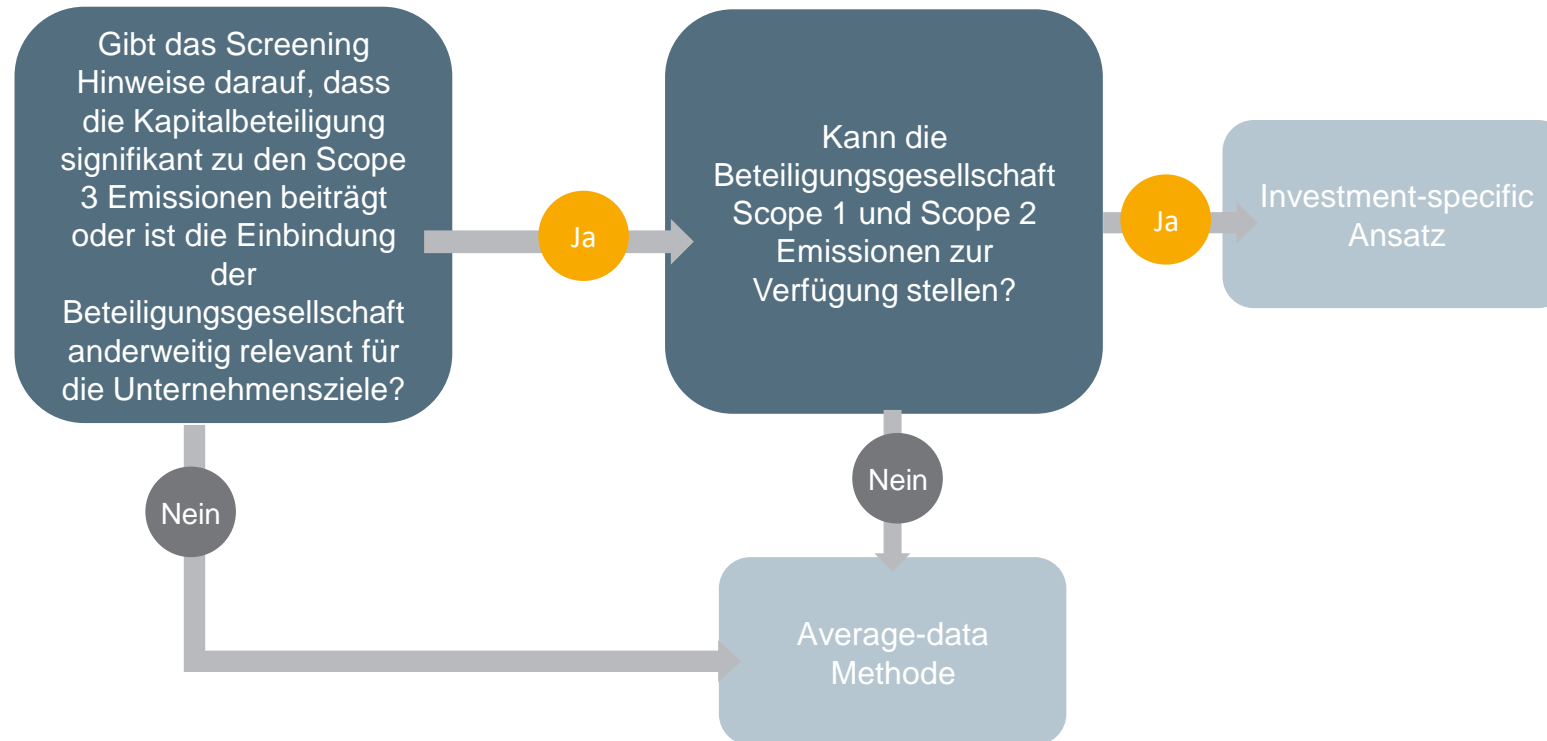 Gibt das Screening
Hinweise darauf, dass
die Kapitalbeteiligung
signifikant zu den Scope
3 Emissionen beiträgt
oder ist die Einbindung
der
Beteiligungsgesellschaft
anderweitig relevant für
die Unternehmensziele?
Ja
Kann die
Beteiligungsgesellschaft
Scope 1 und Scope 2
Emissionen zur
Verfügung stellen?
Ja
Investment-specific
Ansatz
Nein
Nein
Average-data
Methode